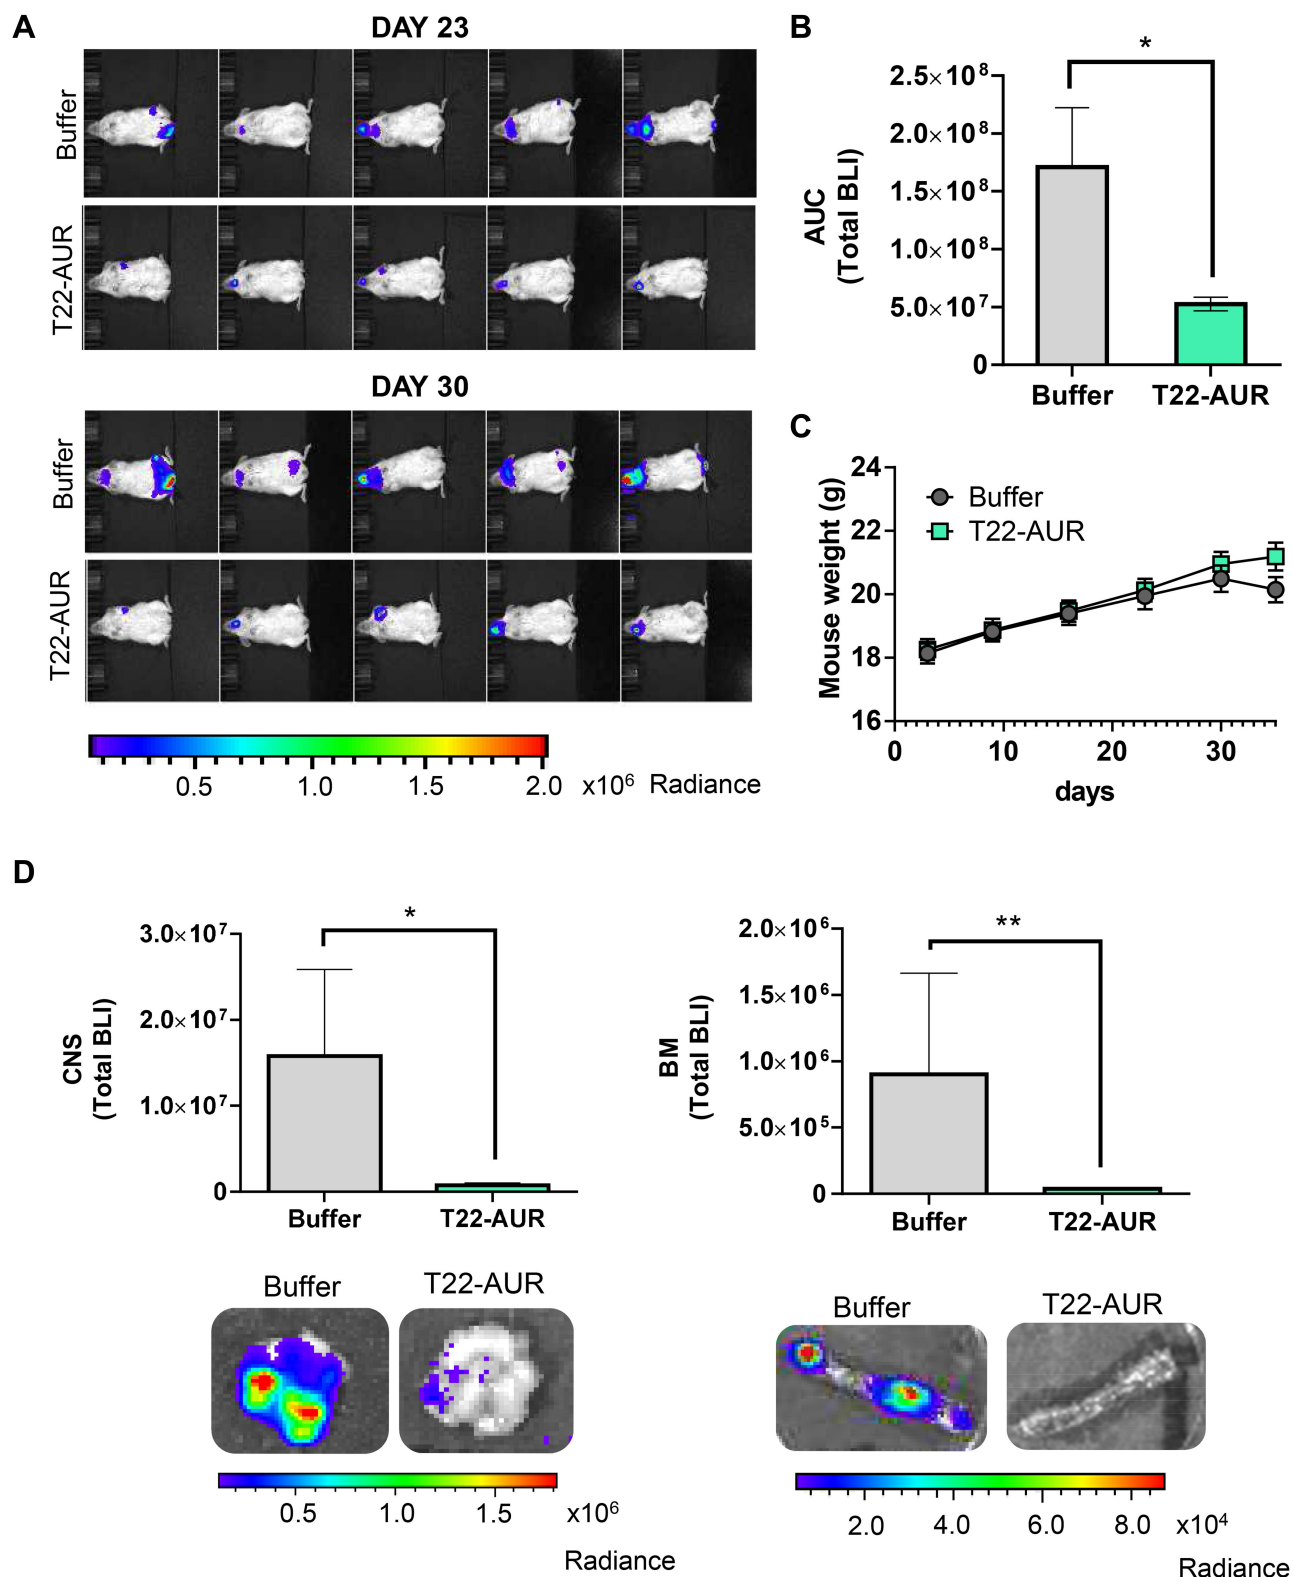 A
DAY 23
Buffer
T22-AUR
DAY 30
Buffer
T22-AUR
0.5 1.0 1.5 2.0 x10⁶ Radiance
B
*
AUC
(Total BLI)
2.5×10⁸
2.0×10⁸
1.5×10⁸
1.0×10⁸
5.0×10⁷
0
Buffer T22-AUR
C
Mouse weight (g)
24
22
20
18
16
Buffer
T22-AUR
0 10 20 30
days
D
*
CNS
(Total BLI)
3.0×10⁷
2.0×10⁷
1.0×10⁷
0
Buffer T22-AUR
Buffer T22-AUR
0.5 1.0 1.5 x10⁶
Radiance
**
BM
(Total BLI)
2.0×10⁶
1.5×10⁶
1.0×10⁶
5.0×10⁵
0
Buffer T22-AUR
Buffer T22-AUR
2.0 4.0 6.0 8.0 x10⁴
Radiance